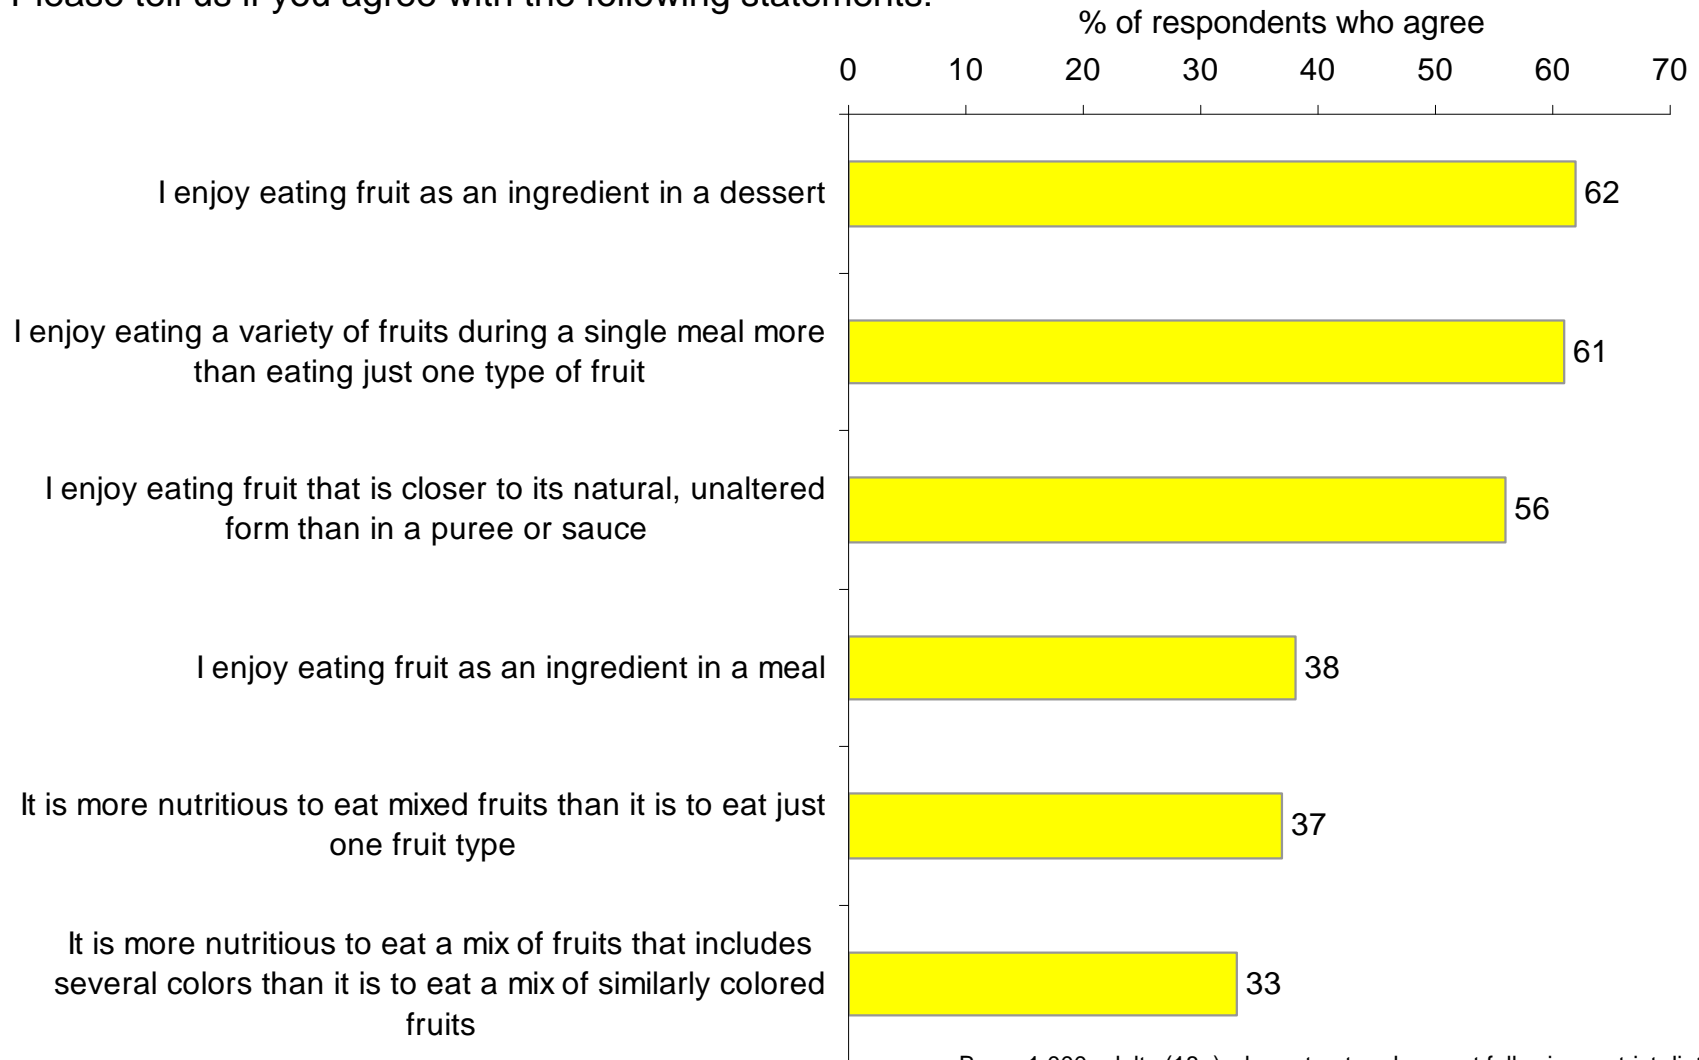 Please tell us if you agree with the following statements.
% of respondents who agree
0 10 20 30 40 50 60 70
I enjoy eating fruit as an ingredient in a dessert
62
I enjoy eating a variety of fruits during a single meal more
than eating just one type of fruit
61
I enjoy eating fruit that is closer to its natural, unaltered
form than in a puree or sauce
56
I enjoy eating fruit as an ingredient in a meal
38
It is more nutritious to eat mixed fruits than it is to eat just
one fruit type
37
It is more nutritious to eat a mix of fruits that includes
several colors than it is to eat a mix of similarly colored
fruits
33